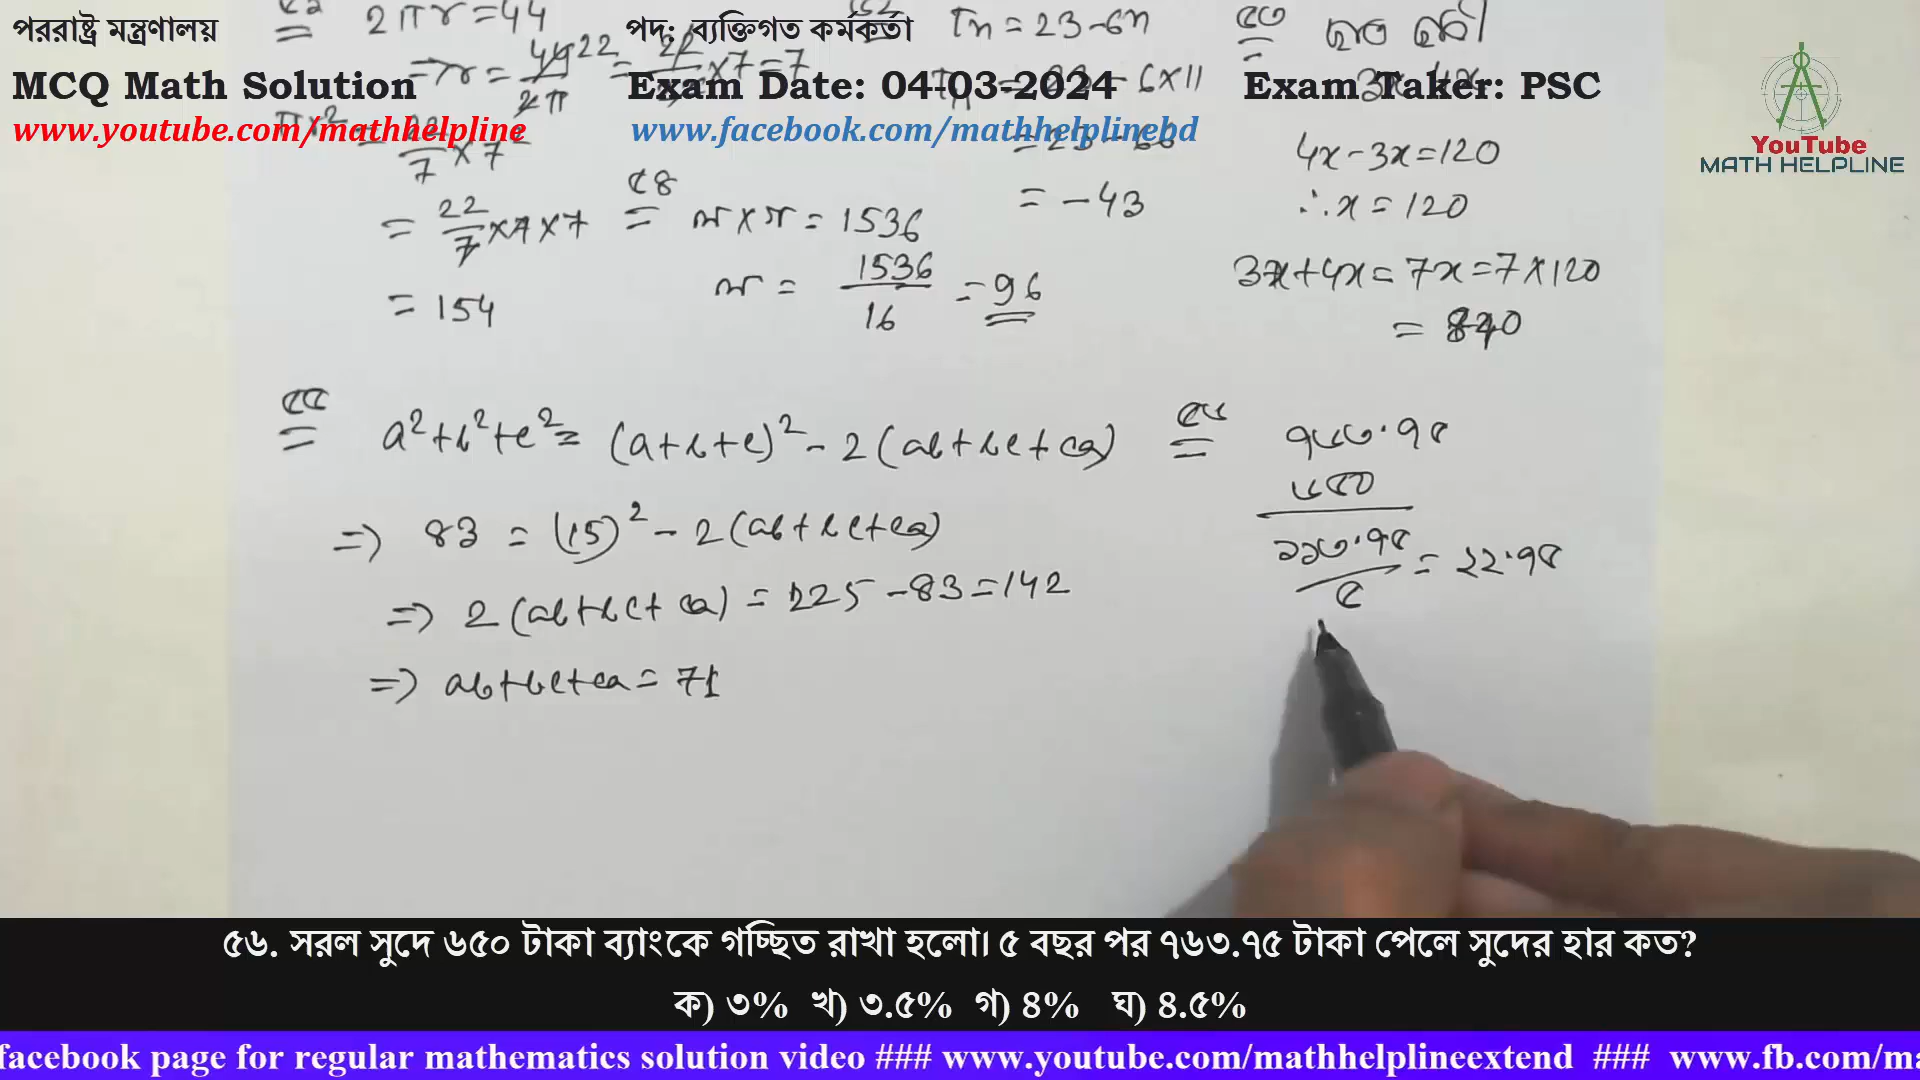 পররাষ্ট্র মন্ত্রণালয়
পদ: ব্যক্তিগত কর্মকর্তা
MCQ Math Solution
Exam Date: 04-03-2024
Exam Taker: PSC
www.youtube.com/mathhelpline
www.facebook.com/mathhelplinebd
YouTube
MATH HELPLINE
2πr=44
= 22/7 ×7×7
= 154
৫৪
= 1536
1536/16 = 96
Tn = 23-6n
= -43
৫৩
4x-3x=120
∴x=120
3x+4x=7x=7×120
= 840
৫৫
a²+b²+c²= (a+b+c)²-2(ab+bc+ca)
=> 83 = (15)²-2(ab+bc+ca)
=> 2(ab+bc+ca) = 225-83=142
=> ab+bc+ca=71
৫৬
৭৬৩.৭৫
৬৫০
১১৩.৭৫/৫ = ২২.৭৫
৫৬. সরল সুদে ৬৫০ টাকা ব্যাংকে গচ্ছিত রাখা হলো। ৫ বছর পর ৭৬৩.৭৫ টাকা পেলে সুদের হার কত?
ক) ৩% খ) ৩.৫% গ) ৪% ঘ) ৪.৫%
facebook page for regular mathematics solution video ### www.youtube.com/mathhelplineextend ### www.fb.com/ma